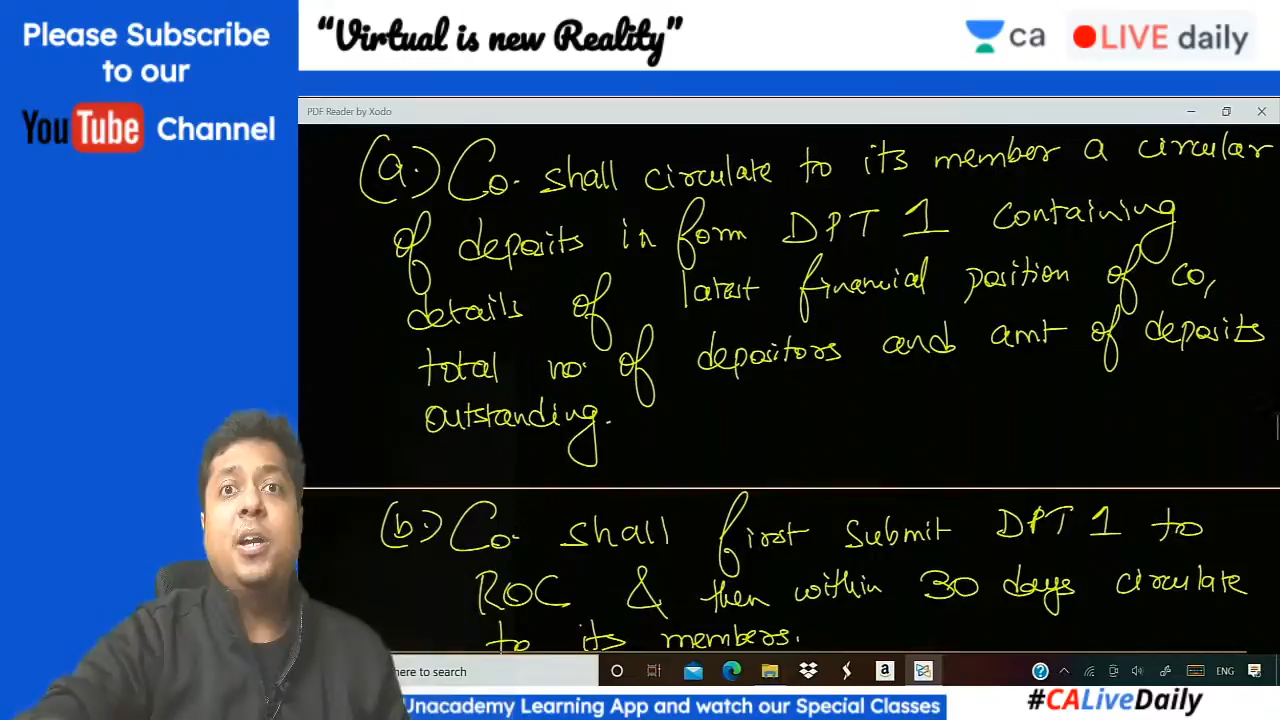 Please Subscribe
to our
YouTube Channel
“Virtual is new Reality”
ca
LIVE daily
PDF Reader by Xodo
(a.) Co. shall circulate to its member a circular
of deposits in form DPT 1 containing
details of latest financial position of co,
total no. of depositors and amt of deposits
outstanding.
(b.) Co. shall first submit DPT 1 to
ROC & then within 30 days circulate
to its members.
here to search
ENG
Unacademy Learning App and watch our Special Classes
#CALiveDaily